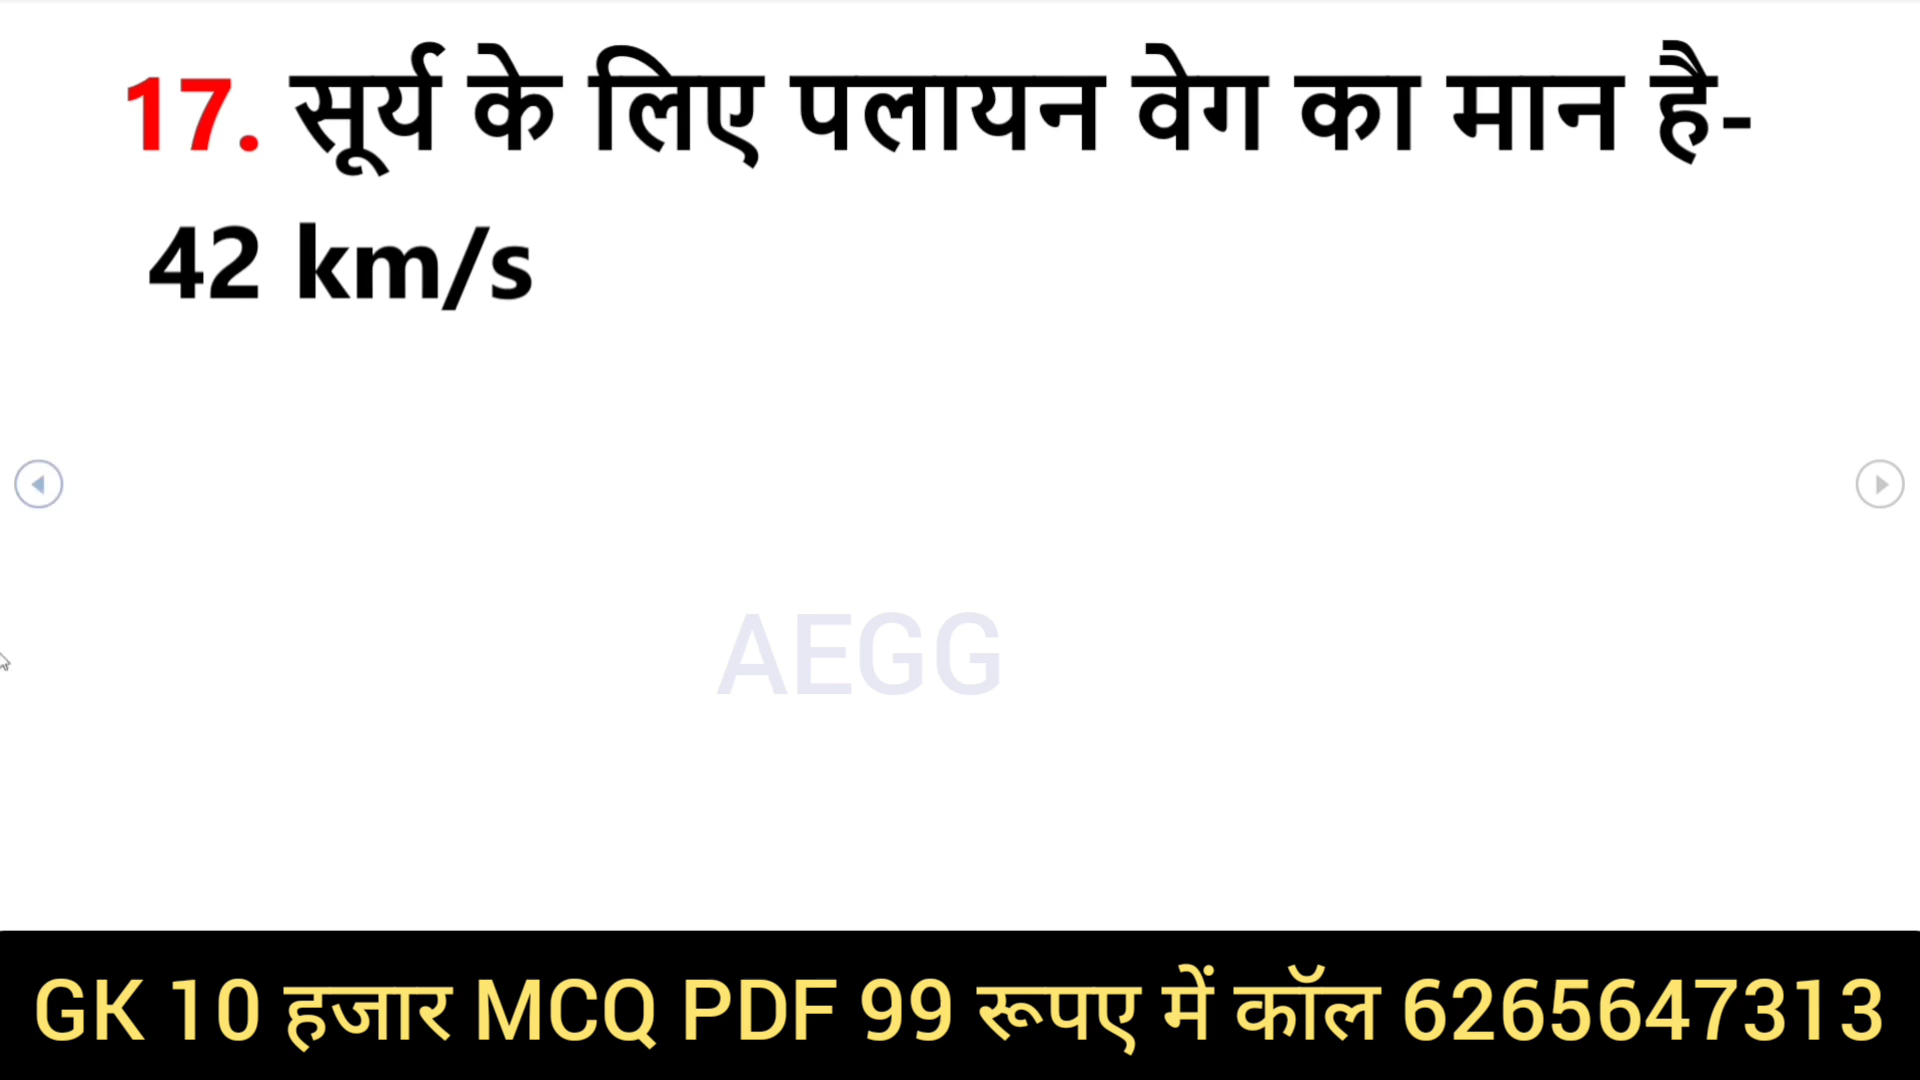 17. सूर्य के लिए पलायन वेग का मान है-
42 km/s
AEGG
GK 10 हजार MCQ PDF 99 रूपए में कॉल 6265647313